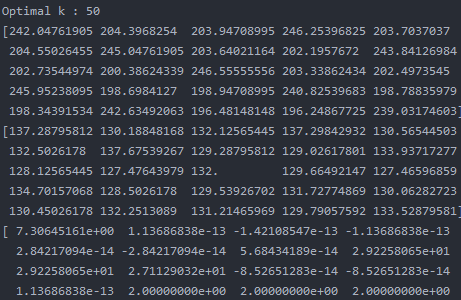 Optimal k : 50
[242.04761905 204.3968254  203.94708995 246.25396825 203.7037037
 204.55026455 245.04761905 203.64021164 202.1957672  243.84126984
 202.73544974 200.38624339 246.55555556 203.33862434 202.4973545
 245.95238095 198.6984127  198.94708995 240.82539683 198.78835979
 198.34391534 242.63492063 196.48148148 196.24867725 239.03174603]
[137.28795812 130.18848168 132.12565445 137.29842932 130.56544503
 132.5026178  137.67539267 129.28795812 129.02617801 133.93717277
 128.12565445 127.47643979 132.         129.66492147 127.46596859
 134.70157068 128.5026178  129.53926702 131.72774869 130.06282723
 130.45026178 132.2513089  131.21465969 129.79057592 133.52879581]
[ 7.30645161e+00  1.13686838e-13 -1.42108547e-13 -1.13686838e-13
  2.84217094e-14 -2.84217094e-14  5.68434189e-14  2.92258065e+01
  2.92258065e+01  2.71129032e+01 -8.52651283e-14 -8.52651283e-14
  1.13686838e-13  2.00000000e+00  2.00000000e+00  2.00000000e+00